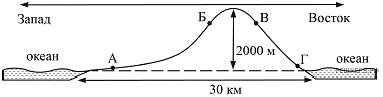 Запад Восток
Б В
океан А 2000 м Г океан
30 км